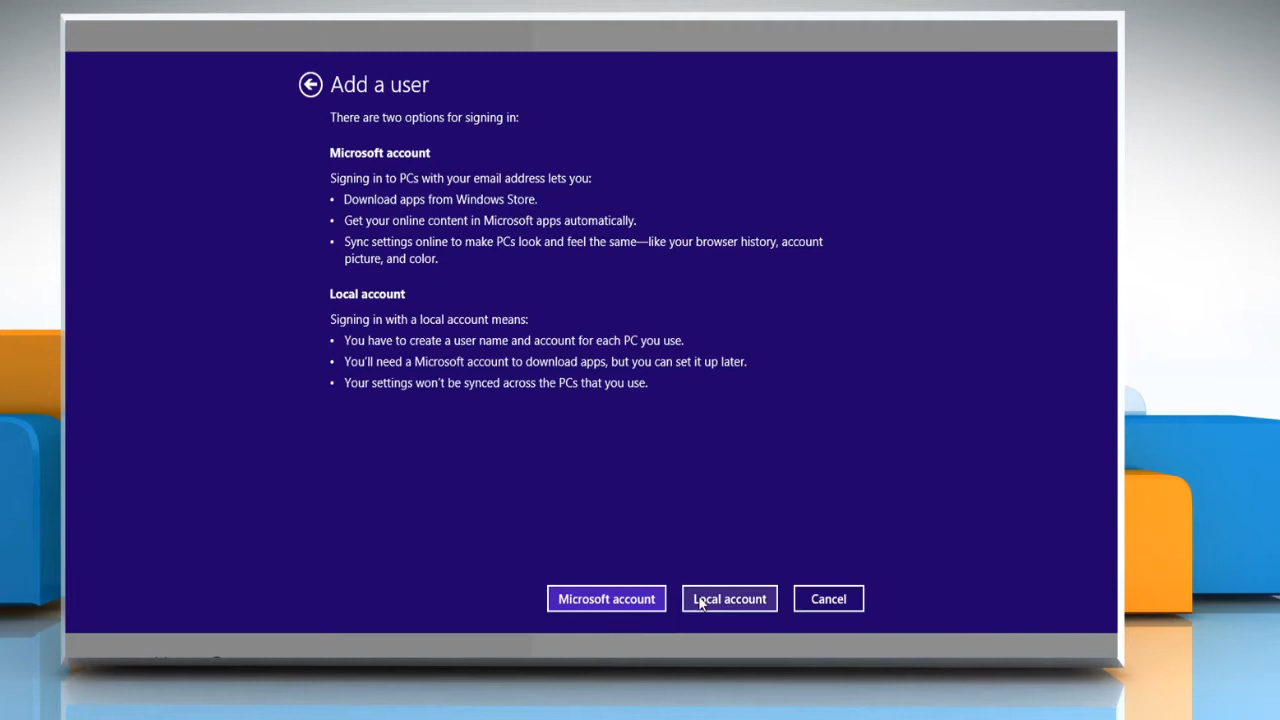 Add a user
There are two options for signing in:
Microsoft account
Signing in to PCs with your email address lets you:
• Download apps from Windows Store.
• Get your online content in Microsoft apps automatically.
• Sync settings online to make PCs look and feel the same—like your browser history, account
picture, and color.
Local account
Signing in with a local account means:
• You have to create a user name and account for each PC you use.
• You'll need a Microsoft account to download apps, but you can set it up later.
• Your settings won't be synced across the PCs that you use.
Microsoft account Local account Cancel